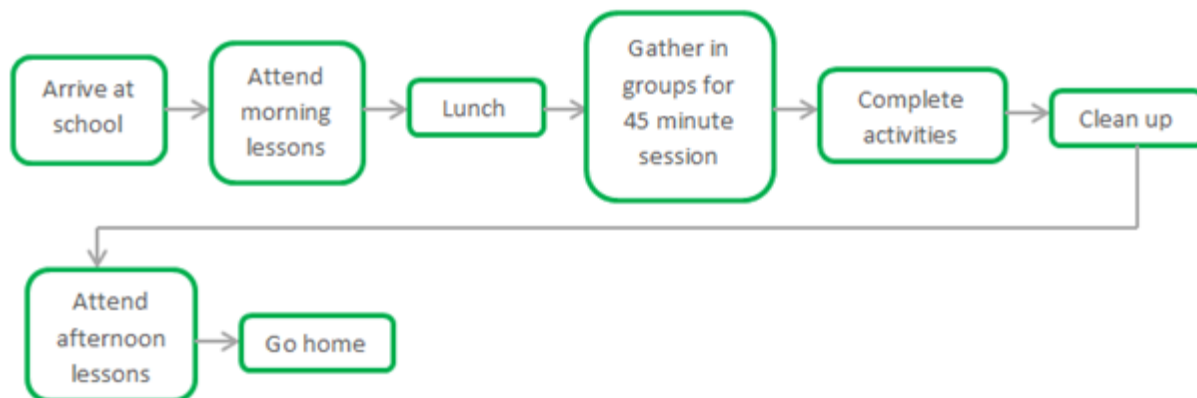 Arrive at
school
Attend
morning
lessons
Lunch
Gather in
groups for
45 minute
session
Complete
activities
Clean up
Attend
afternoon
lessons
Go home